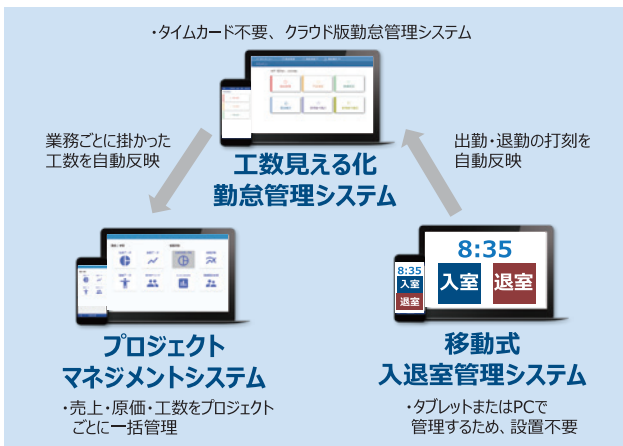 ・タイムカード不要、クラウド版勤怠管理システム
業務ごとに掛かった
工数を自動反映
出勤・退勤の打刻を
自動反映
工数見える化
勤怠管理システム
8:35
入室
退室
8:35
入室
退室
プロジェクト
マネジメントシステム
移動式
入退室管理システム
・売上・原価・工数をプロジェクト
ごとに一括管理
・タブレットまたはPCで
管理するため、設置不要